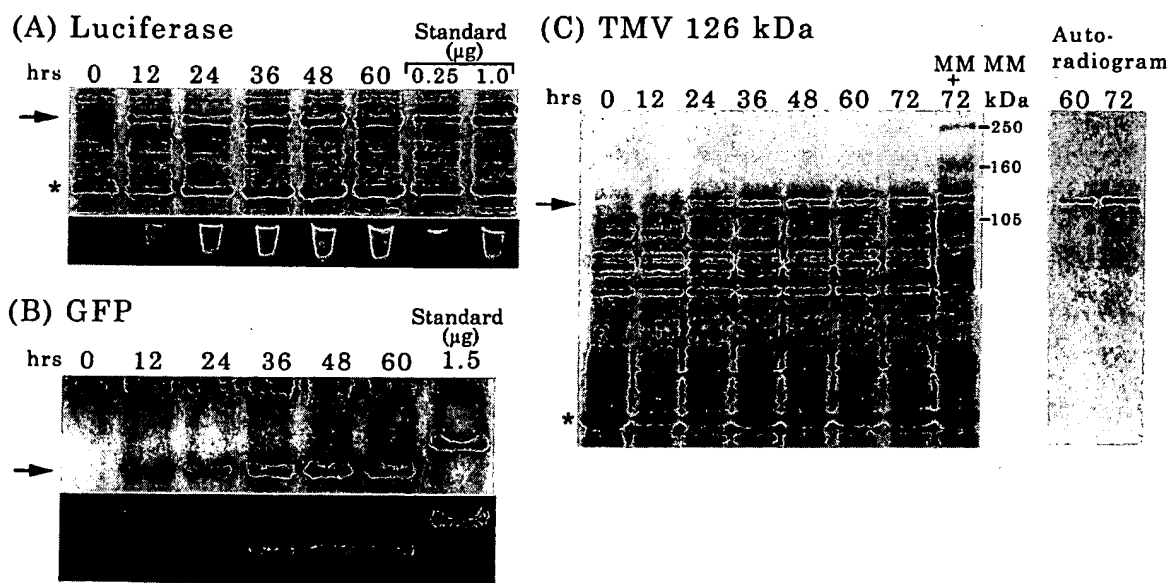 (A) Luciferase
Standard
(μg)
hrs 0 12 24 36 48 60 0.25 1.0
*
(B) GFP
Standard
(μg)
hrs 0 12 24 36 48 60 1.5
(C) TMV 126 kDa
MM MM
+
hrs 0 12 24 36 48 60 72 72 kDa
-250
-160
-105
*
Auto-
radiogram
60 72